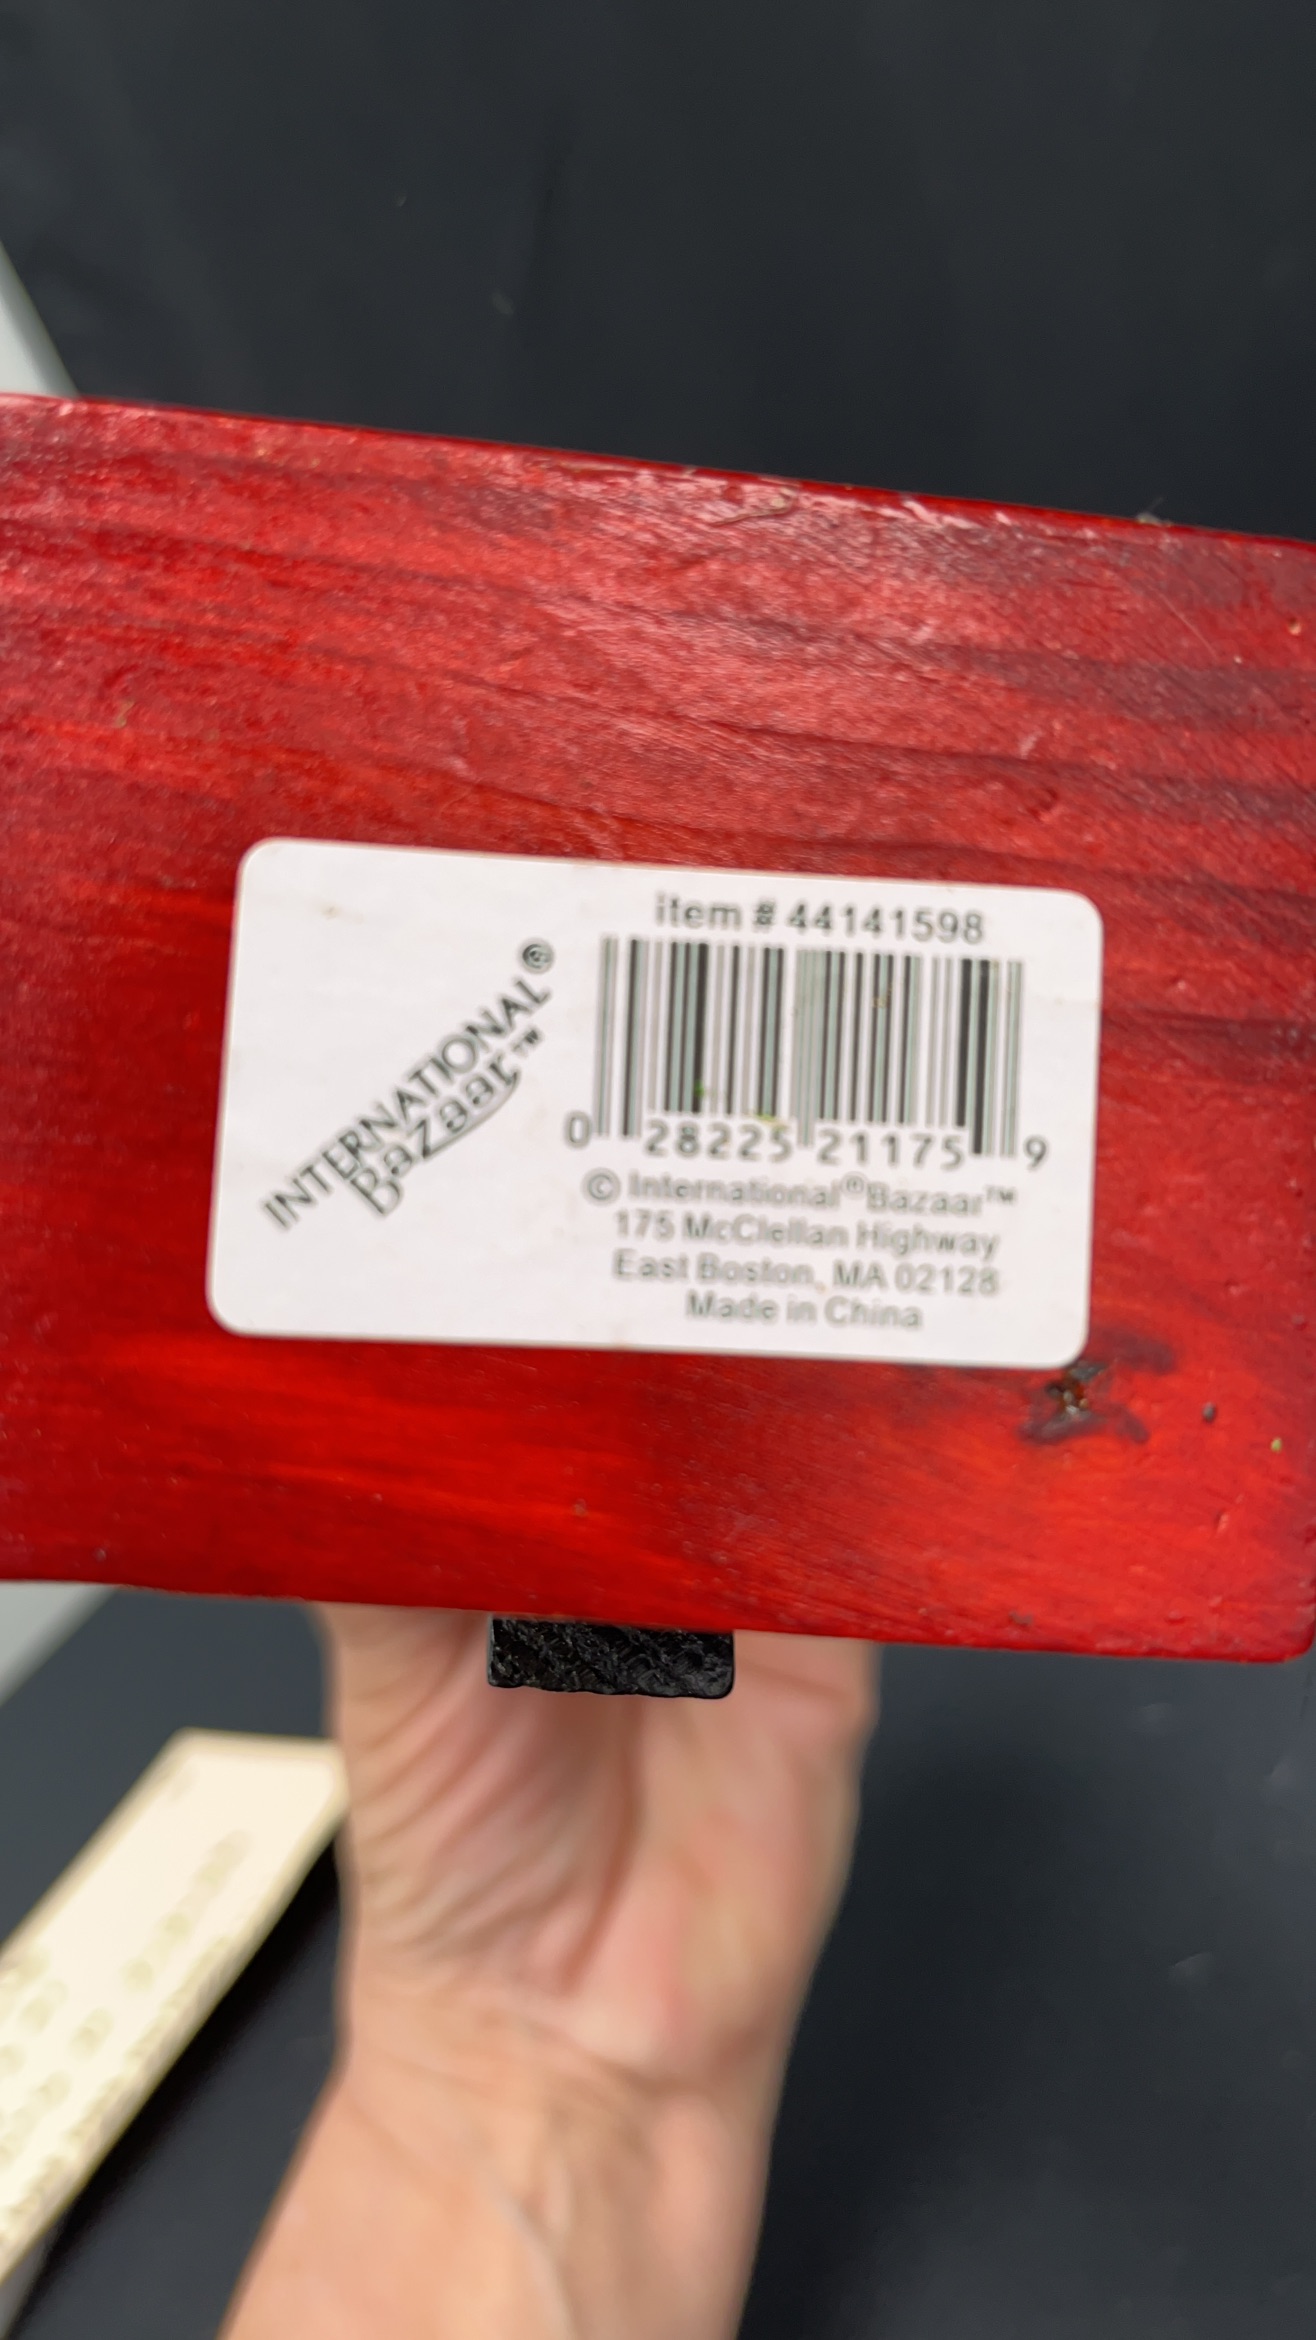 item # 44141598
INTERNATIONAL®
Bazaar™
0 28225 21175 9
© International® Bazaar™
175 McClellan Highway
East Boston, MA 02128
Made in China